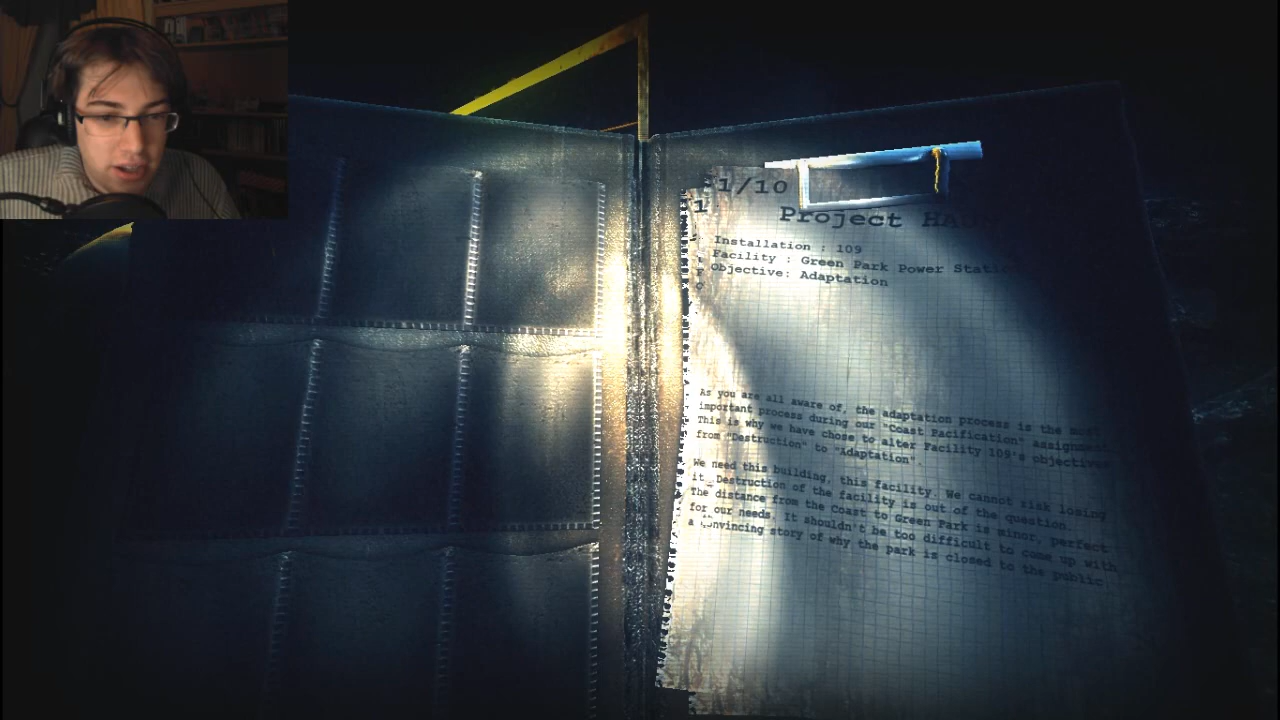 1/10
1
Project
Installation : 109
Facility : Green Park Power
Objective: Adaptation
As you are all aware of, the adaptation process is the most
important process during our "Coast Pacification"
This is why we have chose to alter Facility 109's objectives
from "Destruction" to "Adaptation".
We need this building, this facility. We cannot risk losing
it. Destruction of the facility is out of the question.
The distance from the Coast to Green Park is minor, perfect
for our needs. It shouldn't be too difficult to come up with
a convincing story of why the park is closed to the public